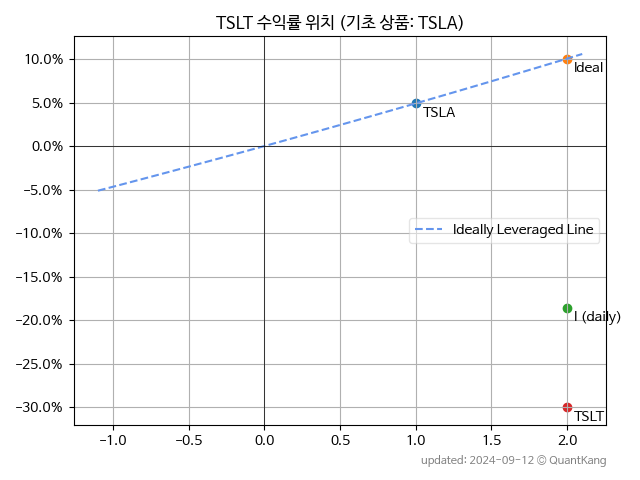 TSLT 수익률 위치 (기초 상품: TSLA)
10.0%
Ideal
5.0%
TSLA
0.0%
−5.0%
Ideally Leveraged Line
−10.0%
−15.0%
I (daily)
−20.0%
−25.0%
−30.0%
TSLT
−1.0
−0.5
0.0
0.5
1.0
1.5
2.0
updated: 2024-09-12 © QuantKang